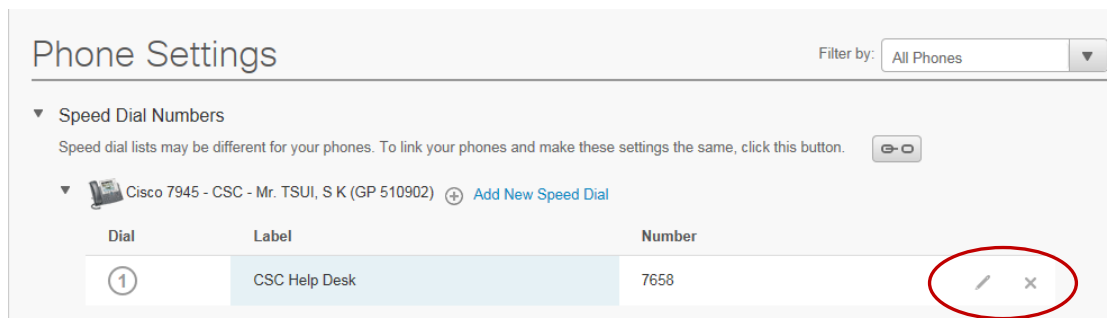 Phone Settings
Filter by: All Phones
Speed Dial Numbers
Speed dial lists may be different for your phones. To link your phones and make these settings the same, click this button.
Cisco 7945 - CSC - Mr. TSUI, S K (GP 510902) Add New Speed Dial
Dial Label Number
1 CSC Help Desk 7658